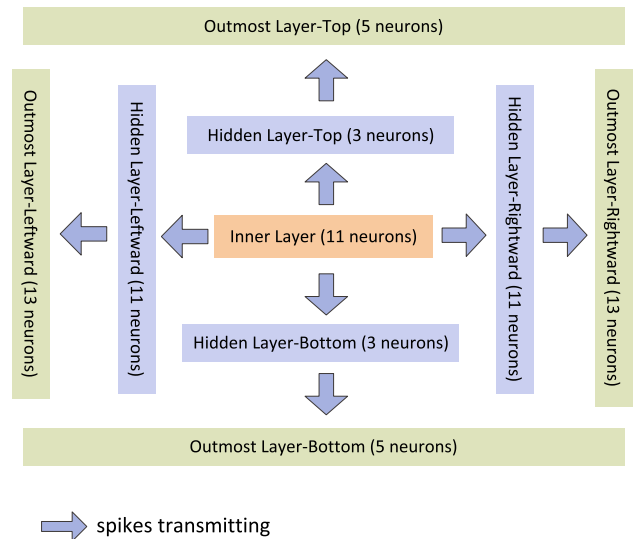 Outmost Layer-Top (5 neurons)
Outmost Layer-Leftward (13 neurons)
Hidden Layer-Leftward (11 neurons)
Hidden Layer-Top (3 neurons)
Inner Layer (11 neurons)
Hidden Layer-Bottom (3 neurons)
Hidden Layer-Rightward (11 neurons)
Outmost Layer-Rightward (13 neurons)
Outmost Layer-Bottom (5 neurons)
spikes transmitting